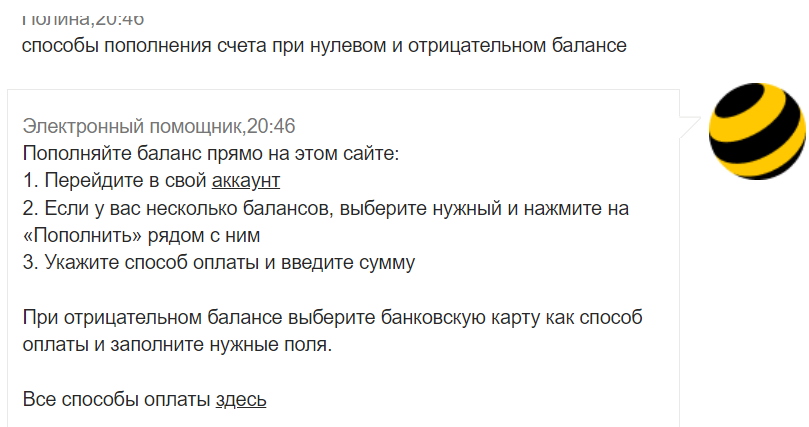 Полина,20:46
способы пополнения счета при нулевом и отрицательном балансе
Электронный помощник,20:46
Пополняйте баланс прямо на этом сайте:
1. Перейдите в свой аккаунт
2. Если у вас несколько балансов, выберите нужный и нажмите на
«Пополнить» рядом с ним
3. Укажите способ оплаты и введите сумму
При отрицательном балансе выберите банковскую карту как способ
оплаты и заполните нужные поля.
Все способы оплаты здесь